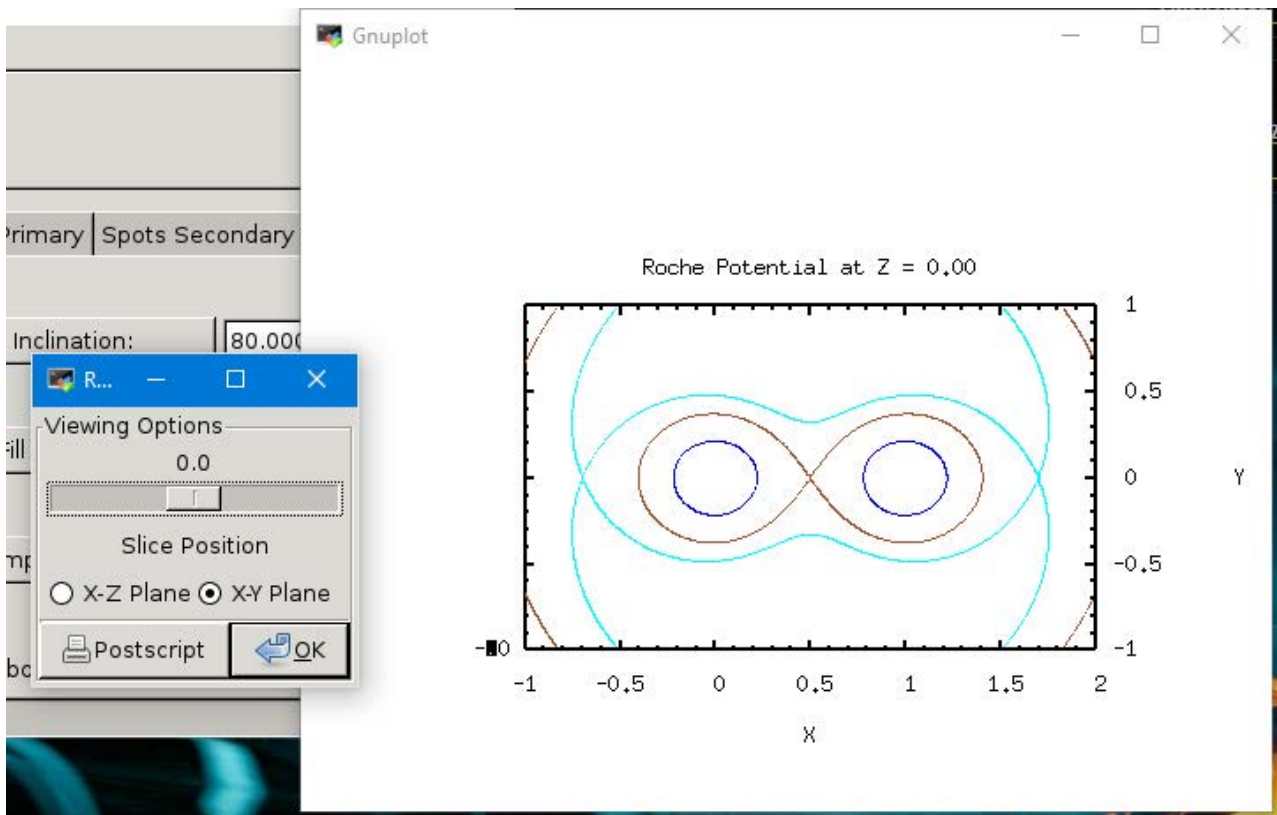 Gnuplot
Primary Spots Secondary
Inclination: 80.000
R...
Viewing Options
0.0
Slice Position
X-Z Plane X-Y Plane
Postscript OK
Roche Potential at Z = 0.00
1
0.5
0
Y
-0.5
-1
-1 -0.5 0 0.5 1 1.5 2
X